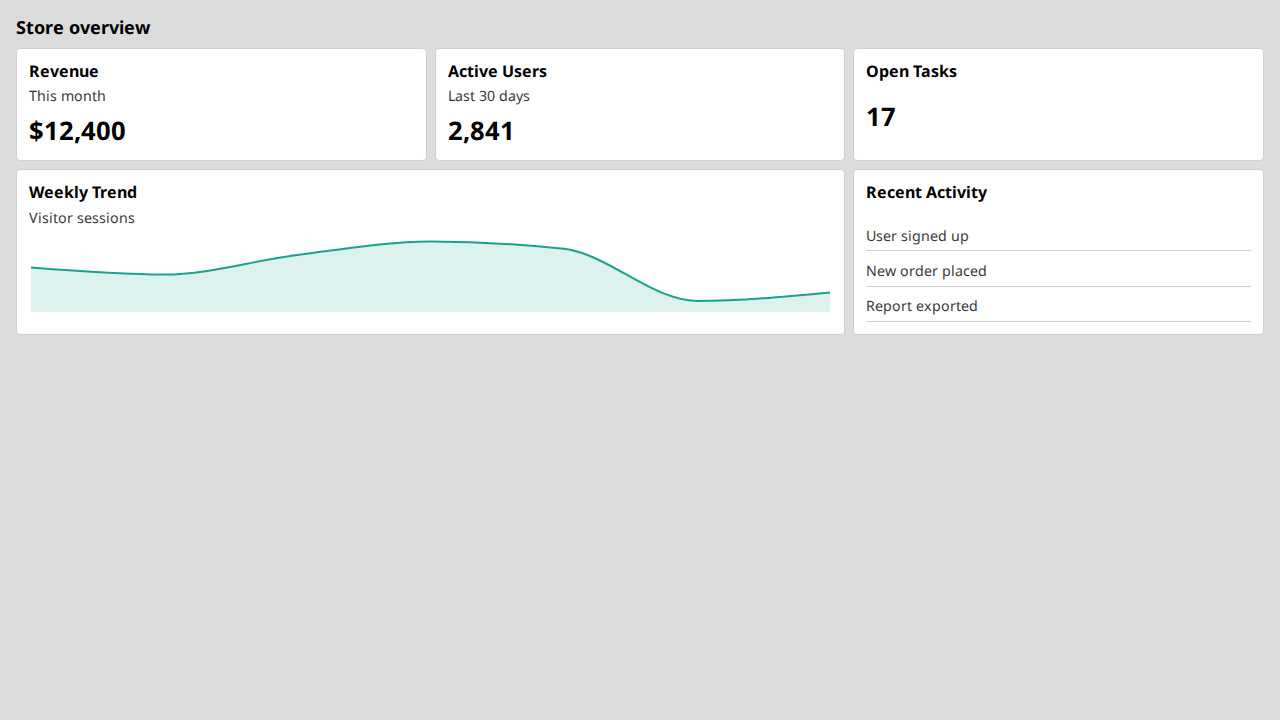 Store overview
Revenue
This month
$12,400
Active Users
Last 30 days
2,841
Open Tasks
17
Weekly Trend
Visitor sessions
Recent Activity
User signed up
New order placed
Report exported